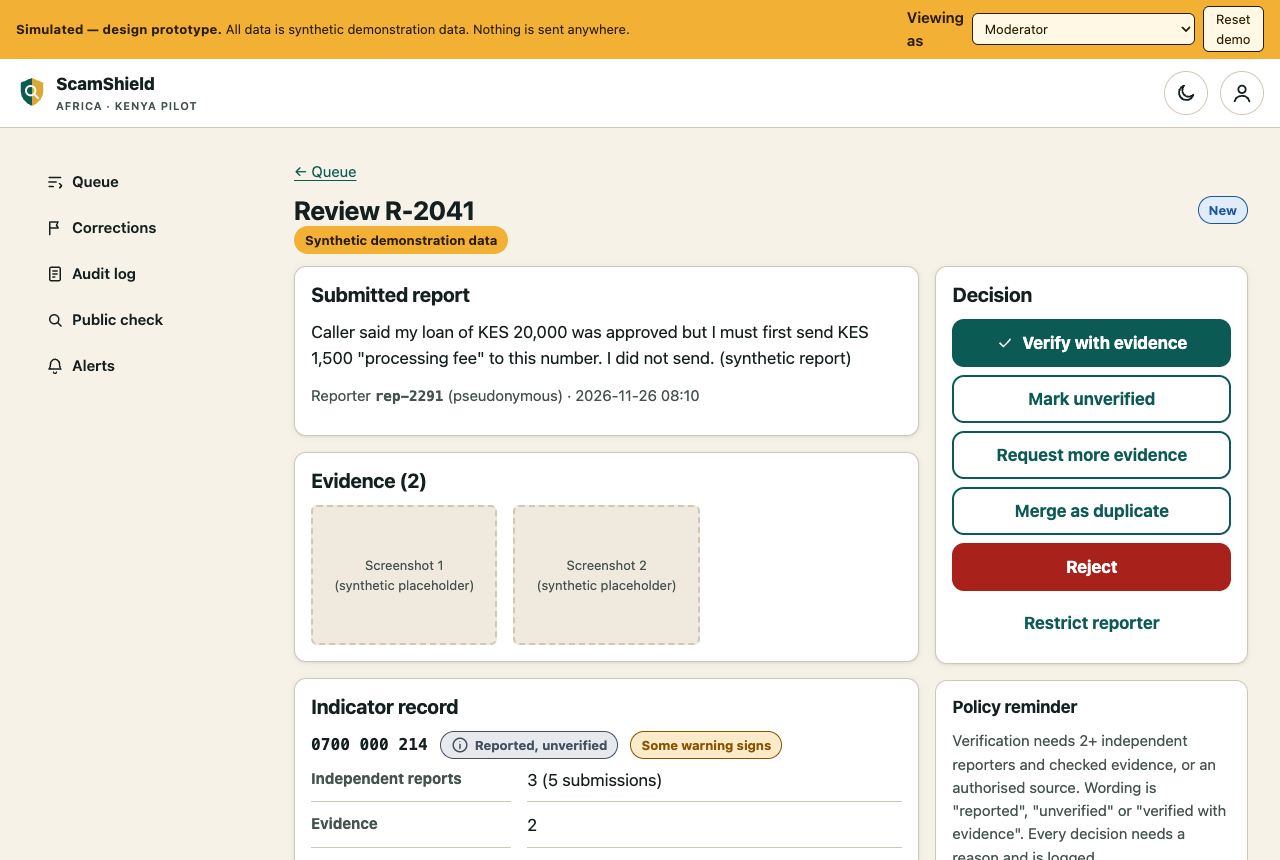 Simulated — design prototype. All data is synthetic demonstration data. Nothing is sent anywhere.
Viewing as
Moderator
Reset demo
ScamShield
AFRICA · KENYA PILOT
Queue
Corrections
Audit log
Public check
Alerts
← Queue
Review R-2041
New
Synthetic demonstration data
Submitted report
Caller said my loan of KES 20,000 was approved but I must first send KES
1,500 "processing fee" to this number. I did not send. (synthetic report)
Reporter rep-2291 (pseudonymous) · 2026-11-26 08:10
Evidence (2)
Screenshot 1
(synthetic placeholder)
Screenshot 2
(synthetic placeholder)
Indicator record
0700 000 214
Reported, unverified
Some warning signs
Independent reports
3 (5 submissions)
Evidence
2
Decision
Verify with evidence
Mark unverified
Request more evidence
Merge as duplicate
Reject
Restrict reporter
Policy reminder
Verification needs 2+ independent
reporters and checked evidence, or an
authorised source. Wording is
"reported", "unverified" or "verified with
evidence". Every decision needs a
reason and is logged.